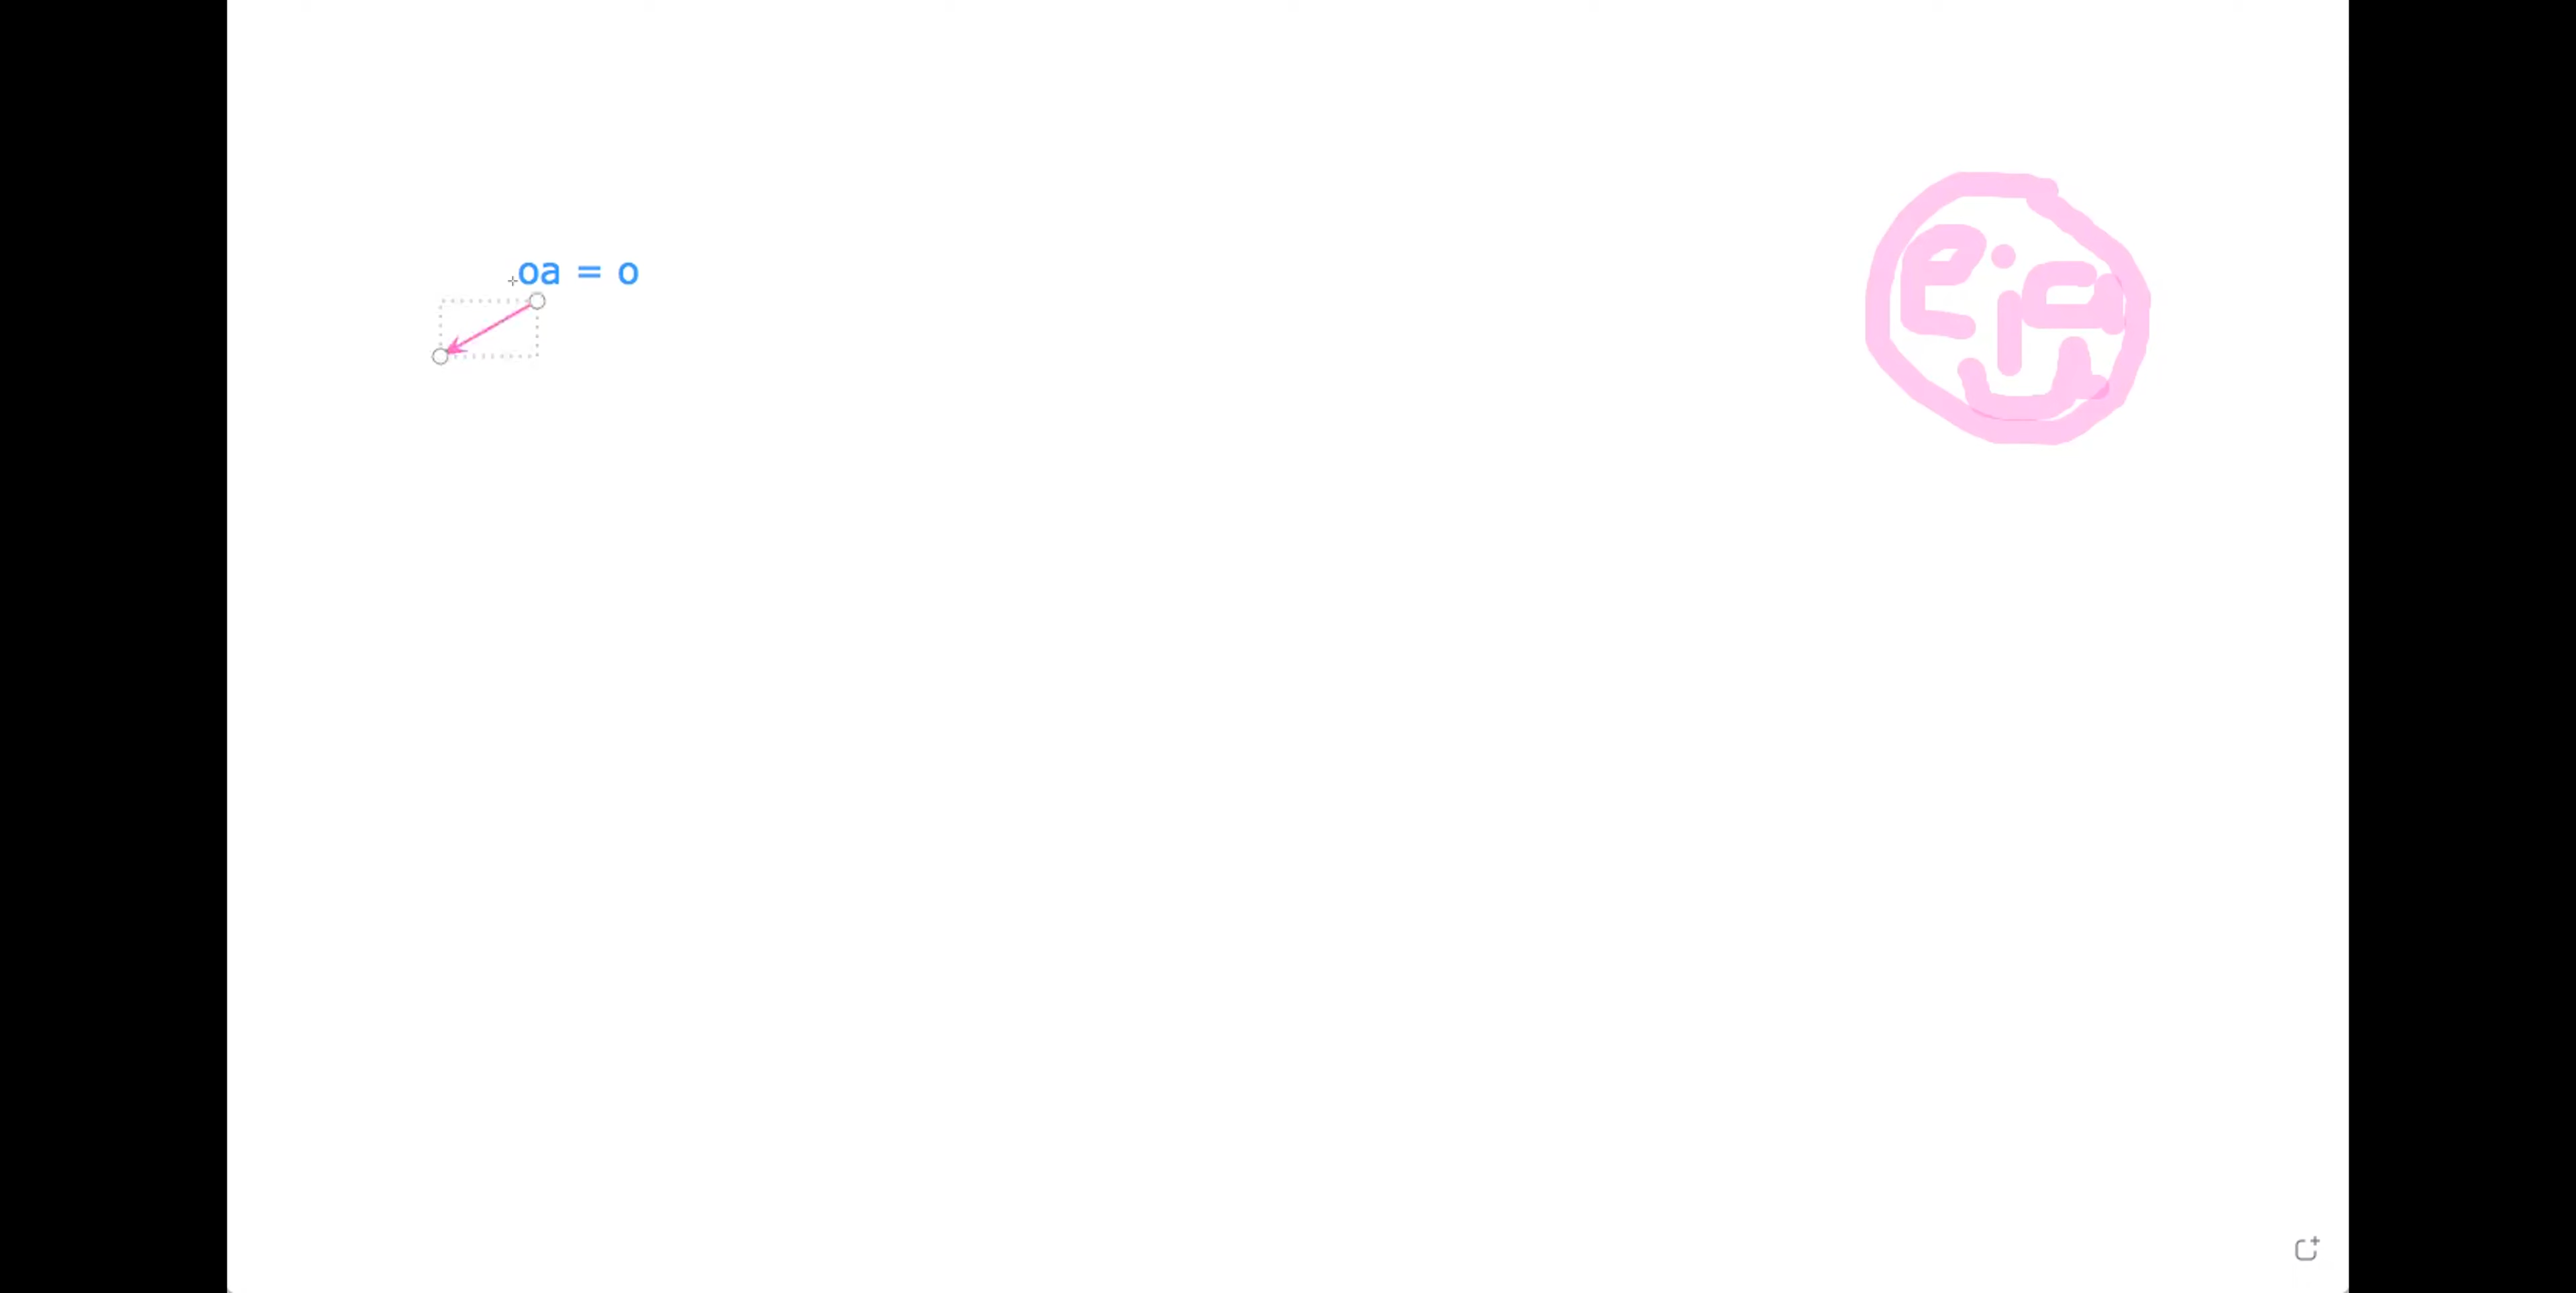 oa = o